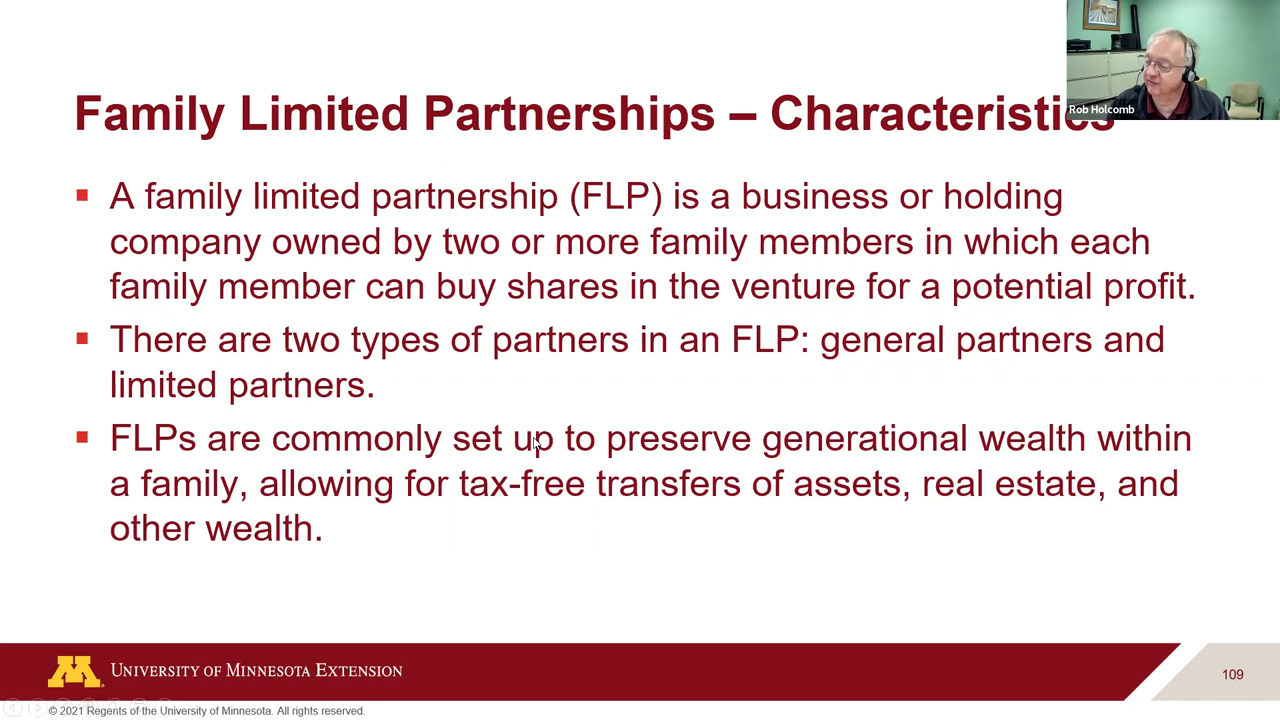 Family Limited Partnerships – Characteristics
Rob Holcomb
▪ A family limited partnership (FLP) is a business or holding
company owned by two or more family members in which each
family member can buy shares in the venture for a potential profit.
▪ There are two types of partners in an FLP: general partners and
limited partners.
▪ FLPs are commonly set up to preserve generational wealth within
a family, allowing for tax-free transfers of assets, real estate, and
other wealth.
M
UNIVERSITY OF MINNESOTA EXTENSION
109
© 2021 Regents of the University of Minnesota. All rights reserved.